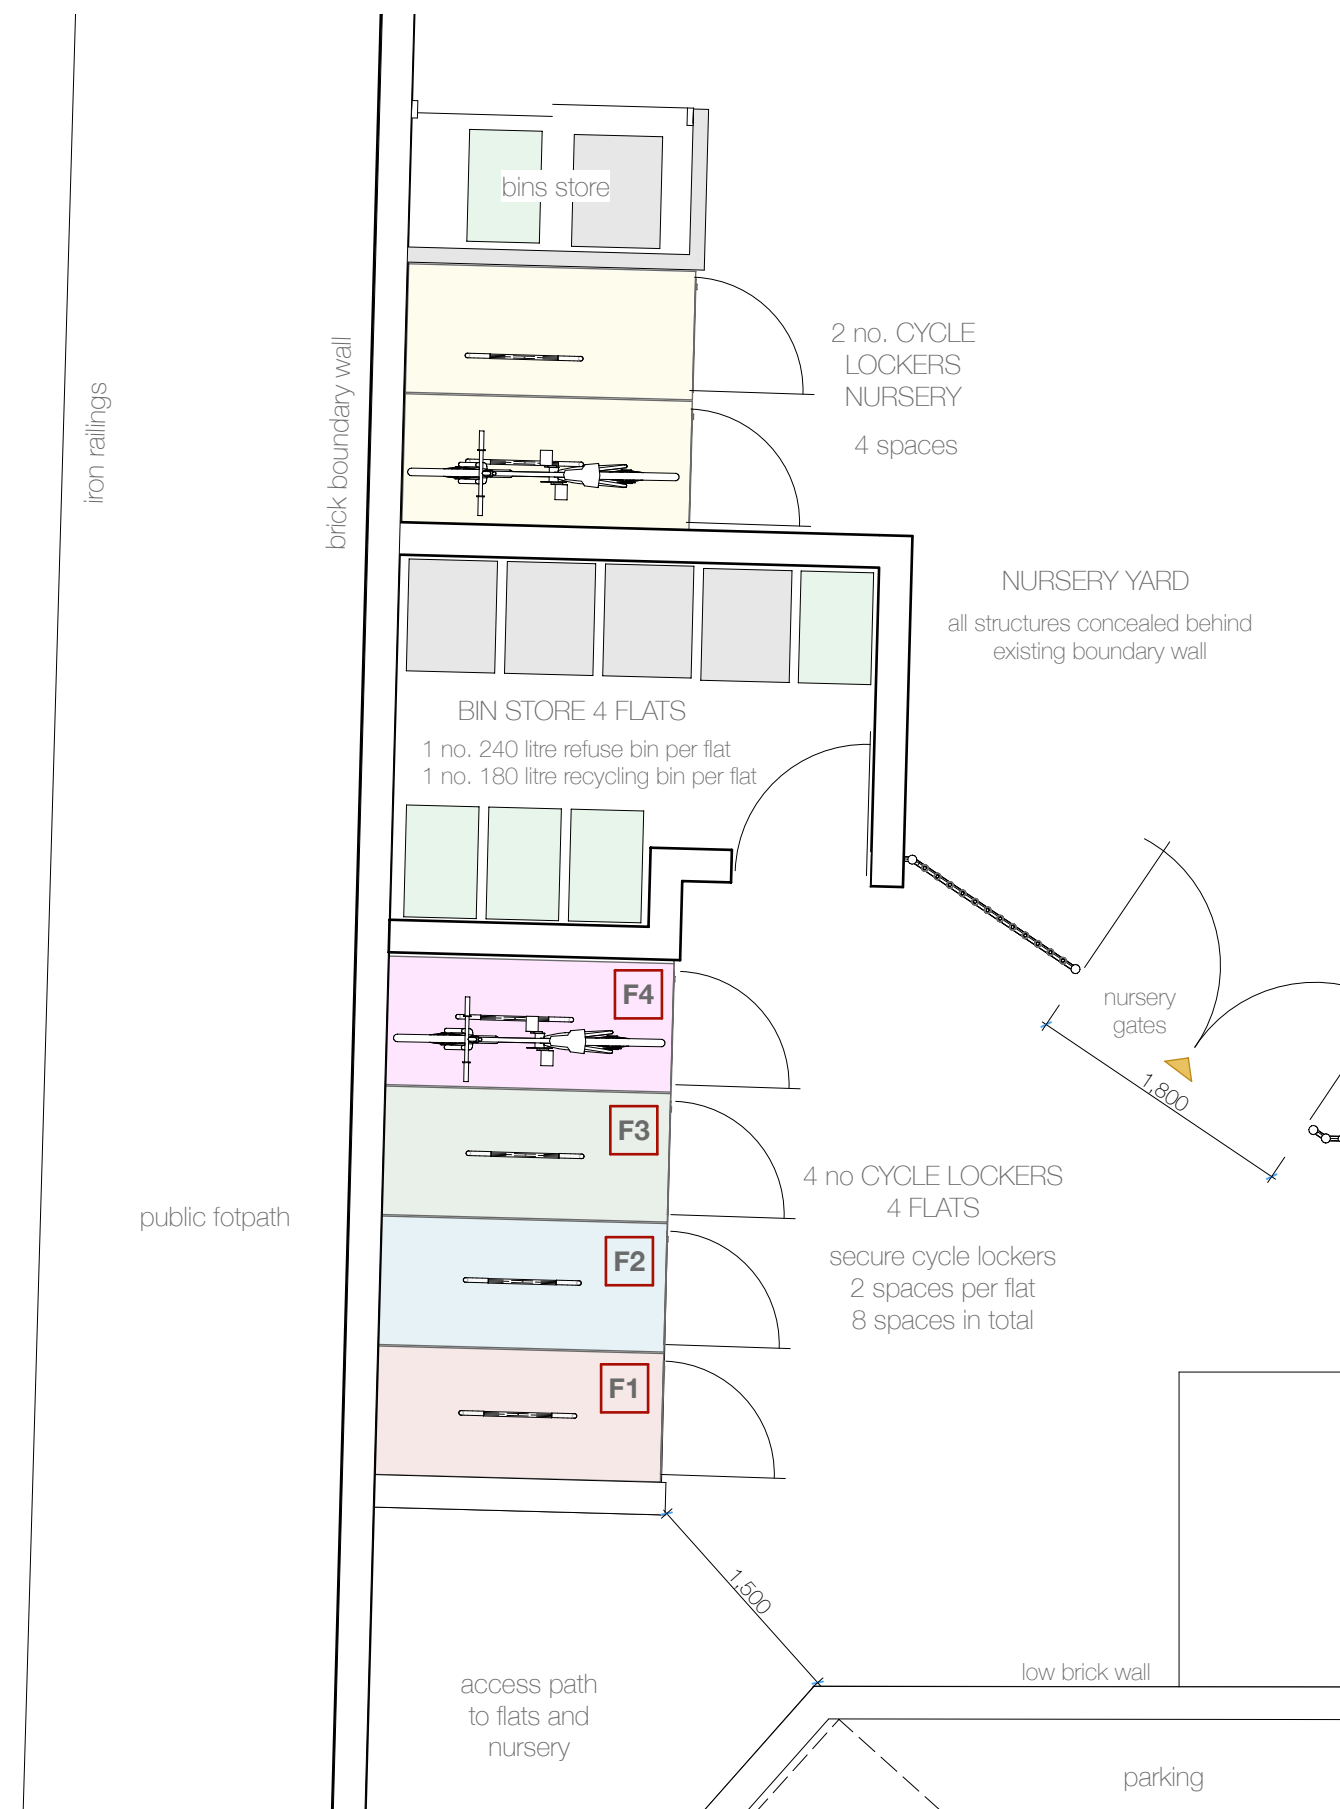 bins store
2 no. CYCLE
LOCKERS
NURSERY
4 spaces
iron railings
brick boundary wall
NURSERY YARD
all structures concealed behind
existing boundary wall
BIN STORE 4 FLATS
1 no. 240 litre refuse bin per flat
1 no. 180 litre recycling bin per flat
F4
nursery
gates
1,800
F3
4 no CYCLE LOCKERS
4 FLATS
public fotpath
F2
secure cycle lockers
2 spaces per flat
8 spaces in total
F1
1,500
access path
to flats and
nursery
low brick wall
parking